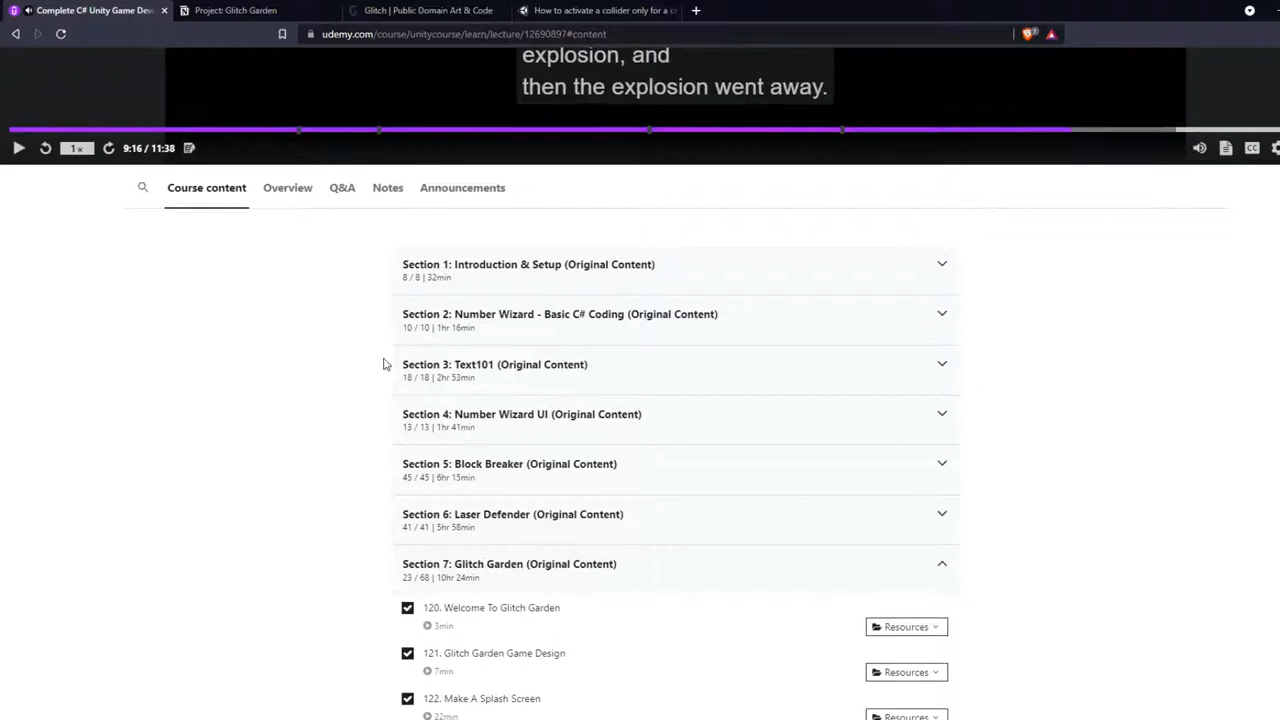 Complete C# Unity Game Dev
Project: Glitch Garden
Glitch | Public Domain Art & Code
How to activate a collider only for a c
udemy.com/course/unitycourse/learn/lecture/12690897#content
explosion, and
then the explosion went away.
1x
9:16 / 11:38
CC
Course content
Overview
Q&A
Notes
Announcements
Section 1: Introduction & Setup (Original Content)
8 / 8 | 32min
Section 2: Number Wizard - Basic C# Coding (Original Content)
10 / 10 | 1hr 16min
Section 3: Text101 (Original Content)
18 / 18 | 2hr 53min
Section 4: Number Wizard UI (Original Content)
13 / 13 | 1hr 41min
Section 5: Block Breaker (Original Content)
45 / 45 | 6hr 15min
Section 6: Laser Defender (Original Content)
41 / 41 | 5hr 58min
Section 7: Glitch Garden (Original Content)
23 / 68 | 10hr 24min
120. Welcome To Glitch Garden
3min
Resources
121. Glitch Garden Game Design
7min
Resources
122. Make A Splash Screen
22min
Resources